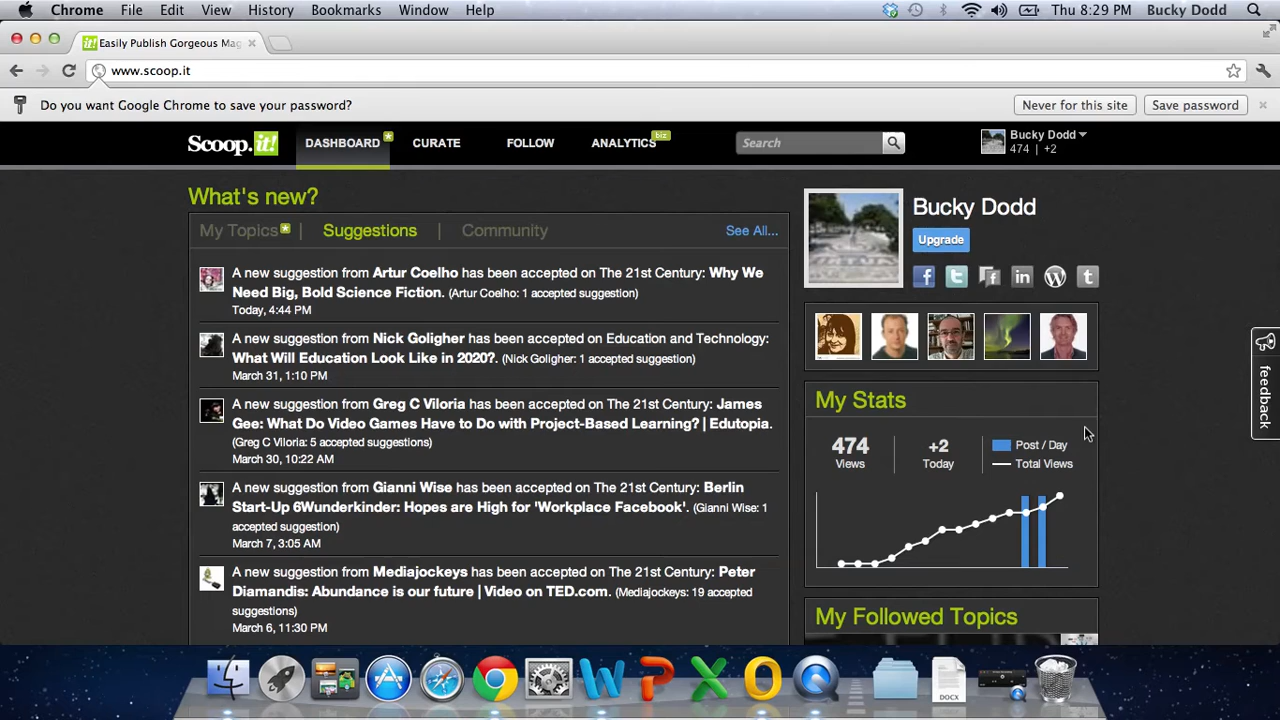 Chrome File Edit View History Bookmarks Window Help Thu 8:29 PM Bucky Dodd
it! Easily Publish Gorgeous Mag
www.scoop.it
Do you want Google Chrome to save your password? Never for this site Save password
Scoop.it! DASHBOARD CURATE FOLLOW ANALYTICS biz Search Bucky Dodd
474 | +2
What's new?
My Topics | Suggestions | Community See All...
A new suggestion from Artur Coelho has been accepted on The 21st Century: Why We
Need Big, Bold Science Fiction. (Artur Coelho: 1 accepted suggestion)
Today, 4:44 PM
A new suggestion from Nick Goligher has been accepted on Education and Technology:
What Will Education Look Like in 2020?. (Nick Goligher: 1 accepted suggestion)
March 31, 1:10 PM
A new suggestion from Greg C Viloria has been accepted on The 21st Century: James
Gee: What Do Video Games Have to Do with Project-Based Learning? | Edutopia.
(Greg C Viloria: 5 accepted suggestions)
March 30, 10:22 AM
A new suggestion from Gianni Wise has been accepted on The 21st Century: Berlin
Start-Up 6Wunderkinder: Hopes are High for 'Workplace Facebook'. (Gianni Wise: 1
accepted suggestion)
March 7, 3:05 AM
A new suggestion from Mediajockeys has been accepted on The 21st Century: Peter
Diamandis: Abundance is our future | Video on TED.com. (Mediajockeys: 19 accepted
suggestions)
March 6, 11:30 PM
Bucky Dodd
Upgrade
f t in W t
My Stats
474 +2 Post / Day
Views Today Total Views
My Followed Topics
feedback
W P X O
DOCX